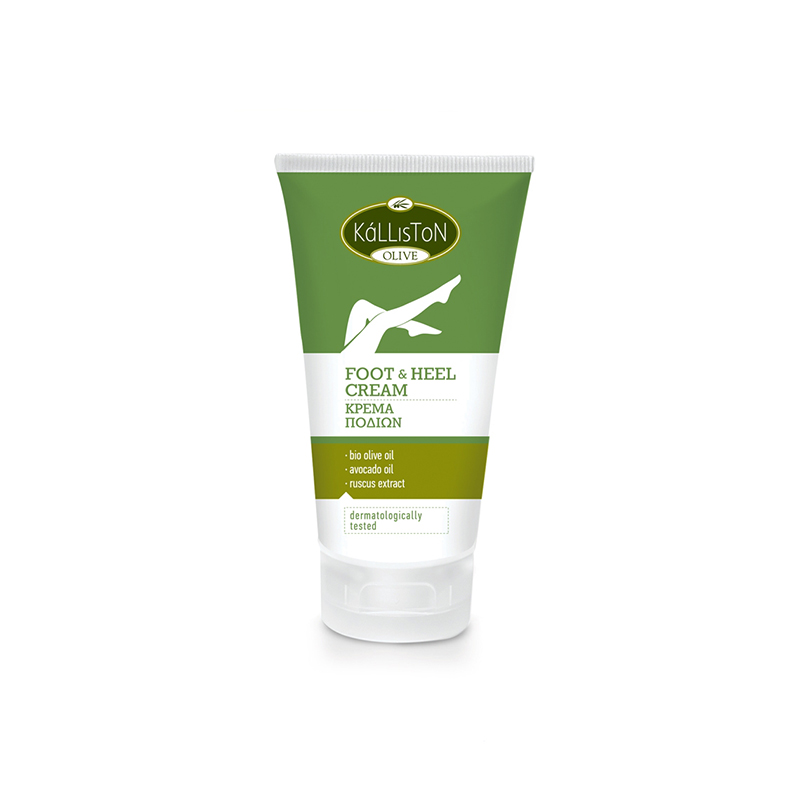 KáLLisToN
OLIVE
FOOT & HEEL
CREAM
ΚΡΕΜΑ
ΠΟΔΙΩΝ
· bio olive oil
· avocado oil
· ruscus extract
dermatologically
tested